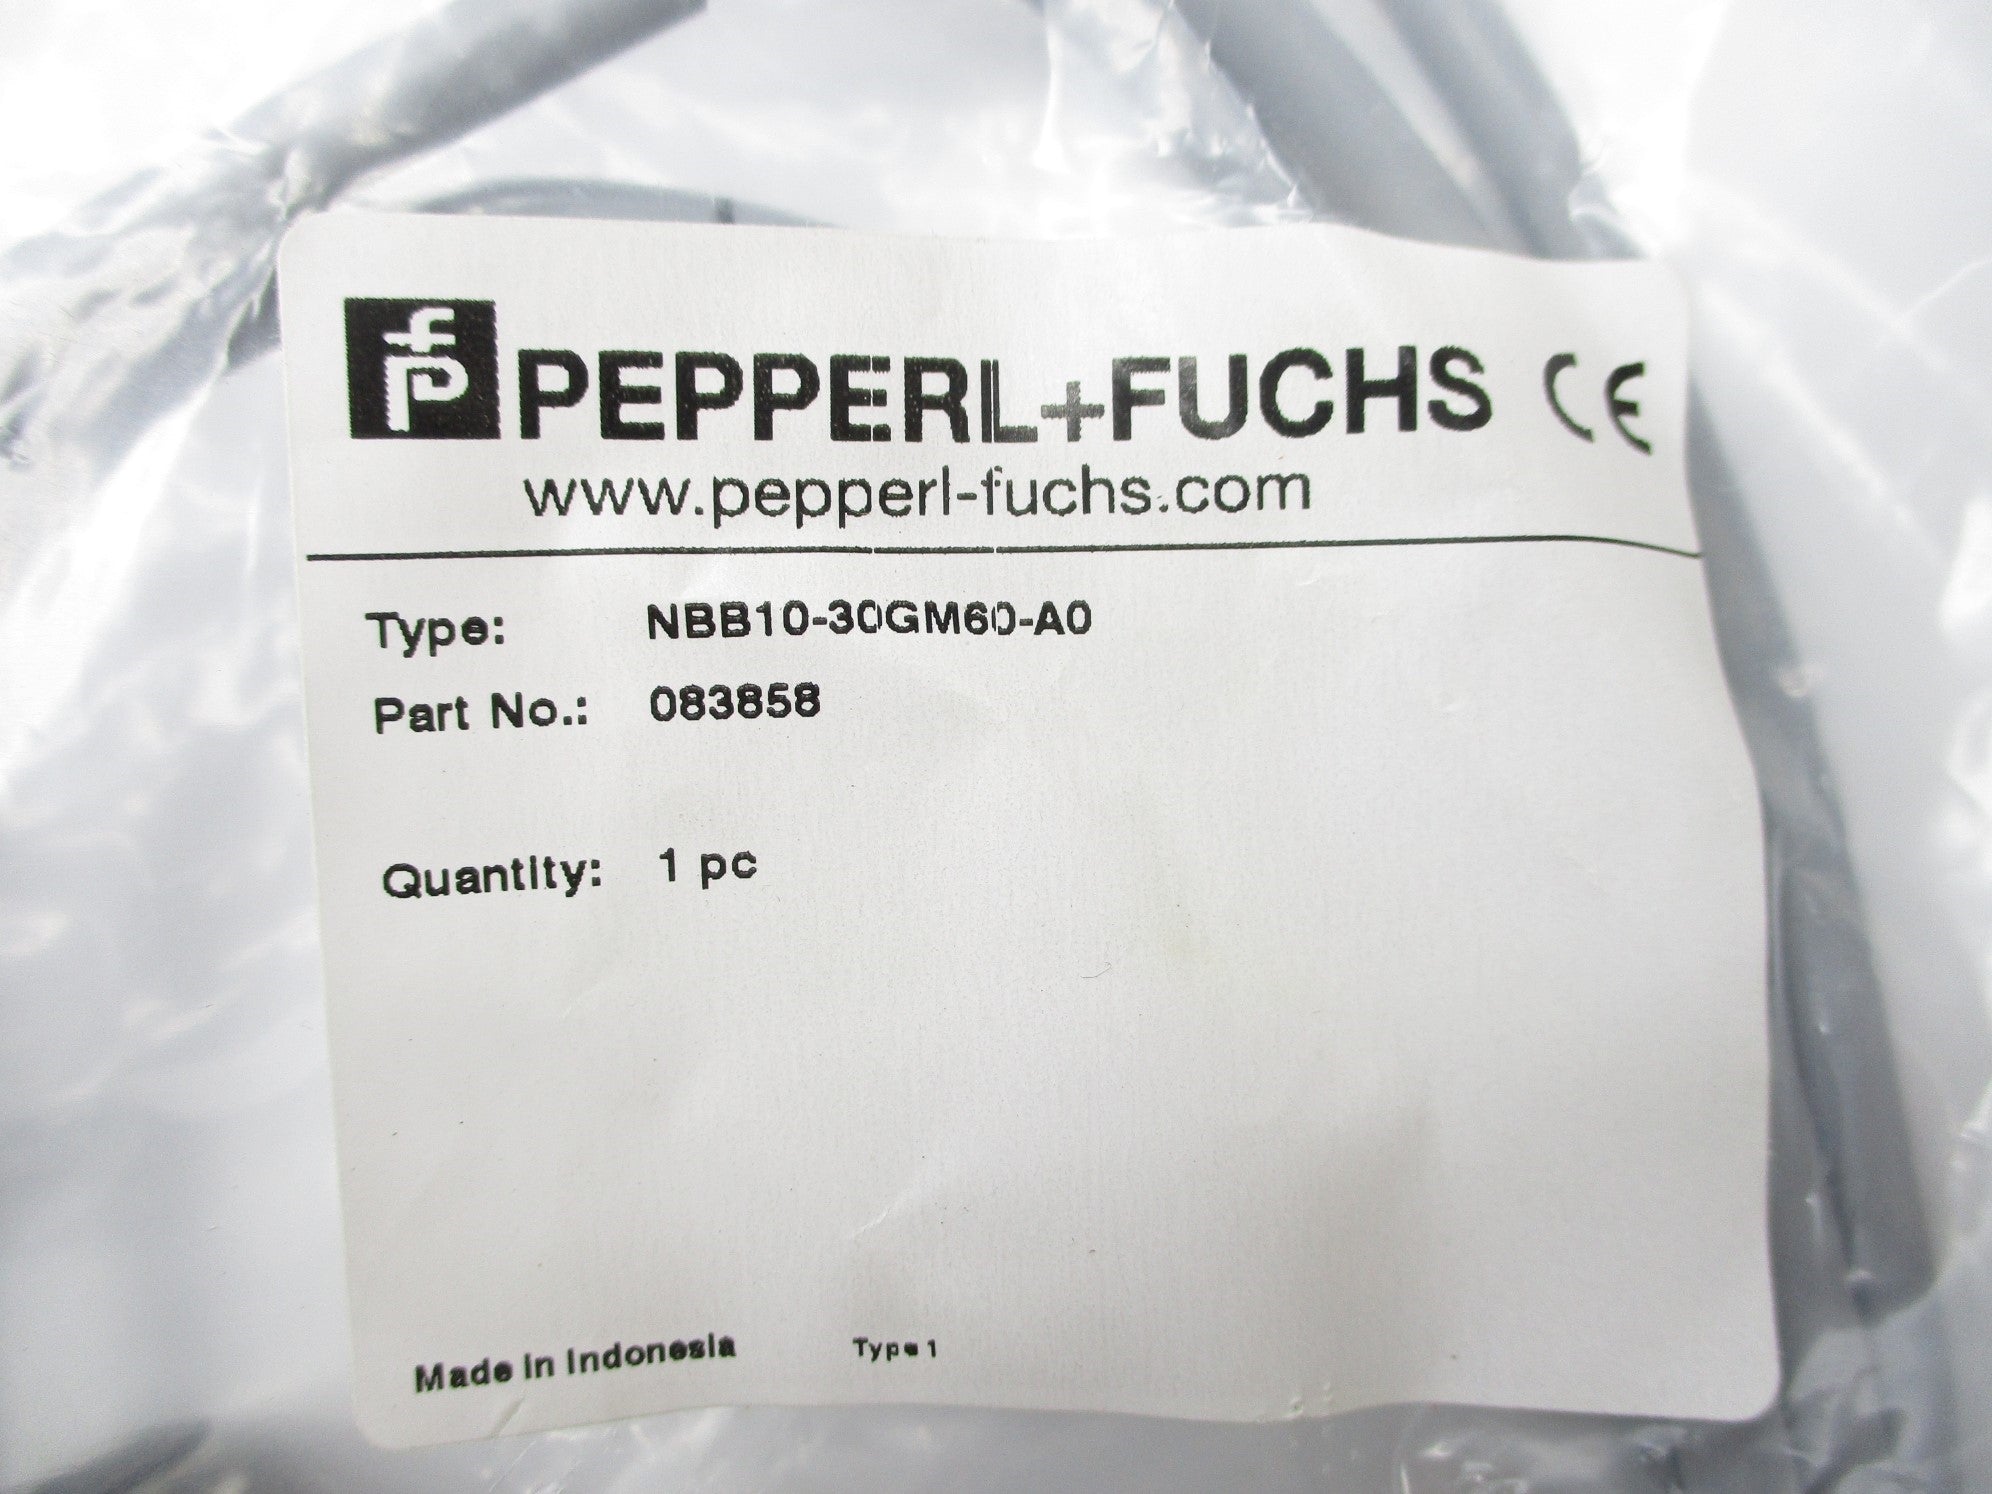 PEPPERL+FUCHS CE
www.pepperl-fuchs.com
Type: NBB10-30GM60-A0
Part No.: 083858
Quantity: 1 pc
Made in Indonesia Type 1